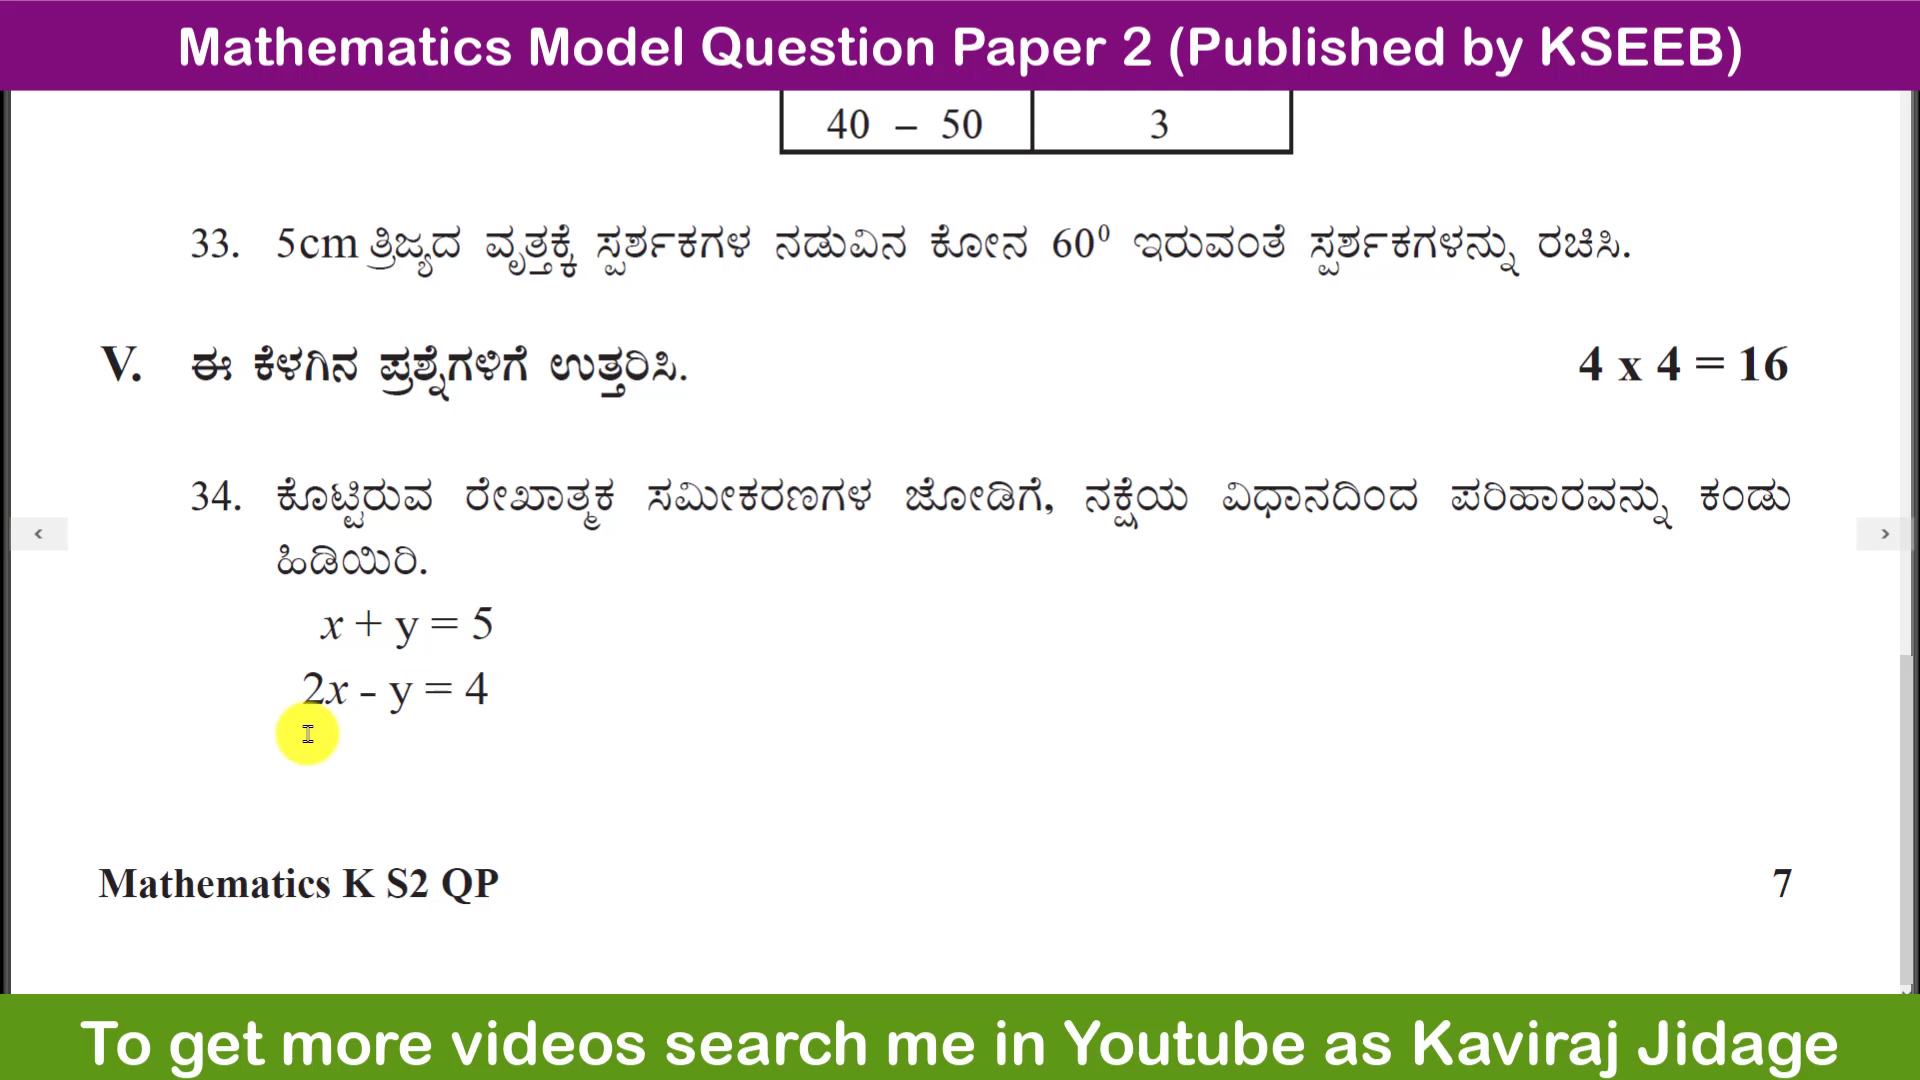 Mathematics Model Question Paper 2 (Published by KSEEB)
40 – 50 3
33. 5cm ತ್ರಿಜ್ಯದ ವೃತ್ತಕ್ಕೆ ಸ್ಪರ್ಶಕಗಳ ನಡುವಿನ ಕೋನ 60⁰ ಇರುವಂತೆ ಸ್ಪರ್ಶಕಗಳನ್ನು ರಚಿಸಿ.
V. ಈ ಕೆಳಗಿನ ಪ್ರಶ್ನೆಗಳಿಗೆ ಉತ್ತರಿಸಿ. 4 x 4 = 16
34. ಕೊಟ್ಟಿರುವ ರೇಖಾತ್ಮಕ ಸಮೀಕರಣಗಳ ಜೋಡಿಗೆ, ನಕ್ಷೆಯ ವಿಧಾನದಿಂದ ಪರಿಹಾರವನ್ನು ಕಂಡು
ಹಿಡಿಯಿರಿ.
x + y = 5
2x - y = 4
Mathematics K S2 QP 7
To get more videos search me in Youtube as Kaviraj Jidage